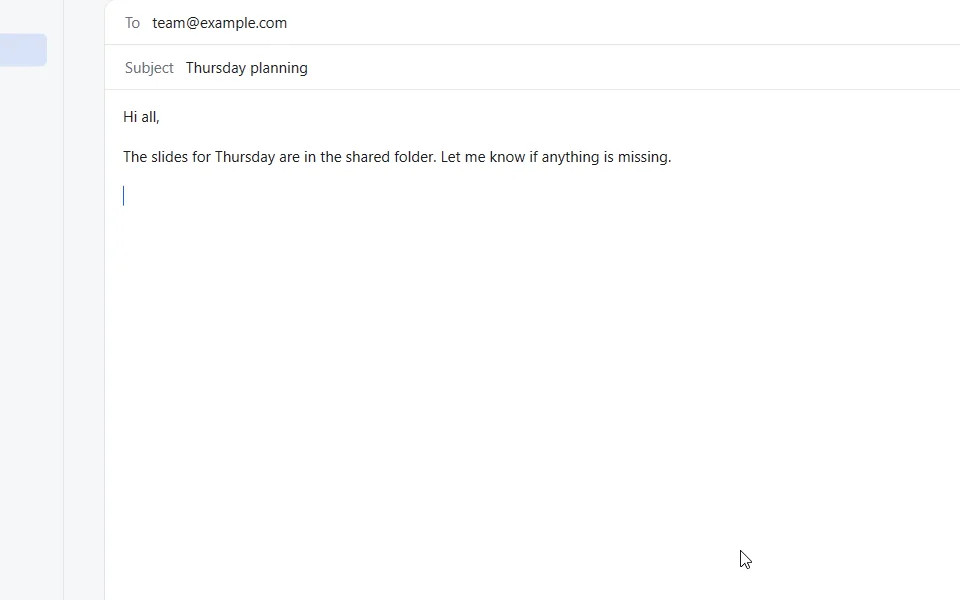 To team@example.com
Subject Thursday planning
Hi all,
The slides for Thursday are in the shared folder. Let me know if anything is missing.